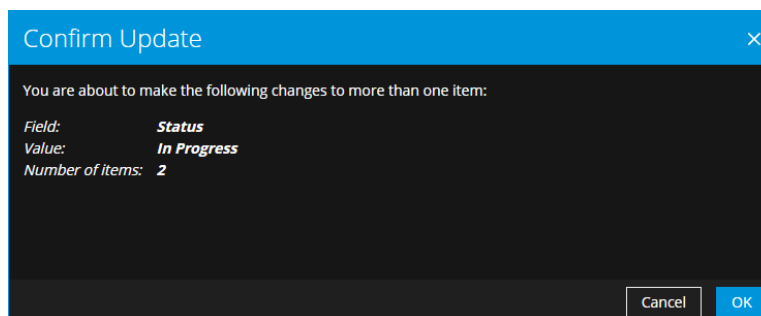 Confirm Update
You are about to make the following changes to more than one item:
Field: Status
Value: In Progress
Number of items: 2
Cancel OK